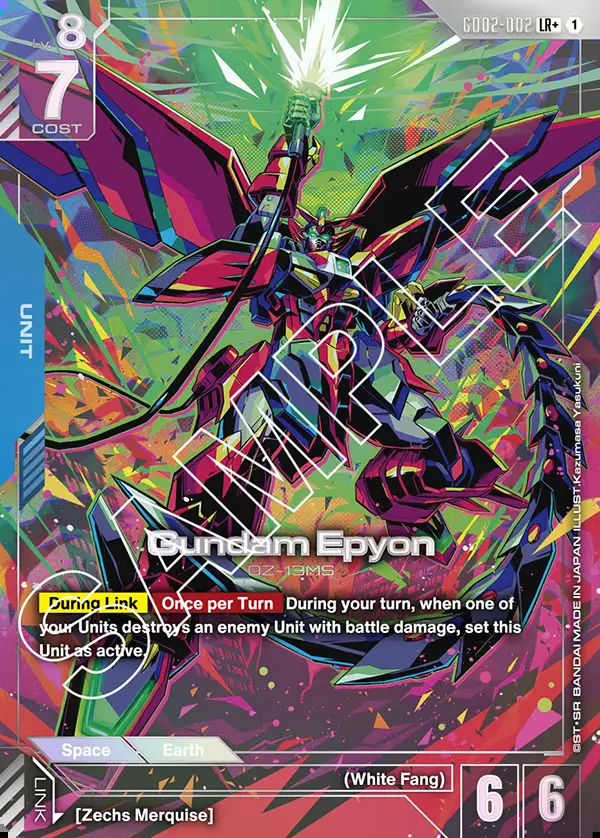 GD02-002 LR+ 1
Lv. 8
7
COST
UNIT
SAMPLE
Gundam Epyon
OZ-13MS
During Link Once per Turn During your turn, when one of
your Units destroys an enemy Unit with battle damage, set this
Unit as active.
©ST・SR BANDAI MADE IN JAPAN ILLUST.Kazumasa Yasukuni
Space Earth
(White Fang)
LINK
[Zechs Merquise]
6 6